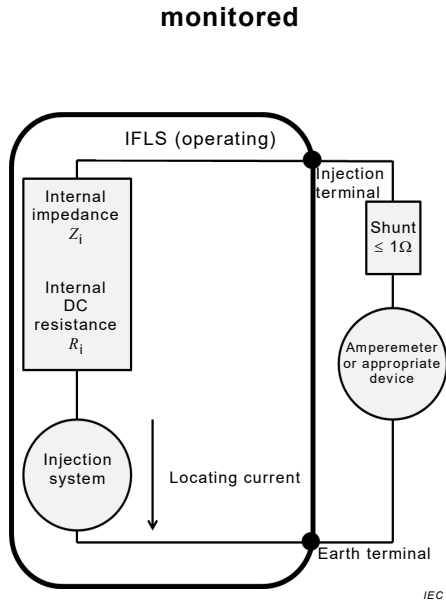 monitored
IFLS (operating)
Injection
terminal
Internal
impedance
Zi
Internal
DC
resistance
Ri
Shunt
≤ 1Ω
Amperemeter
or appropriate
device
Injection
system
Locating current
Earth terminal
IEC